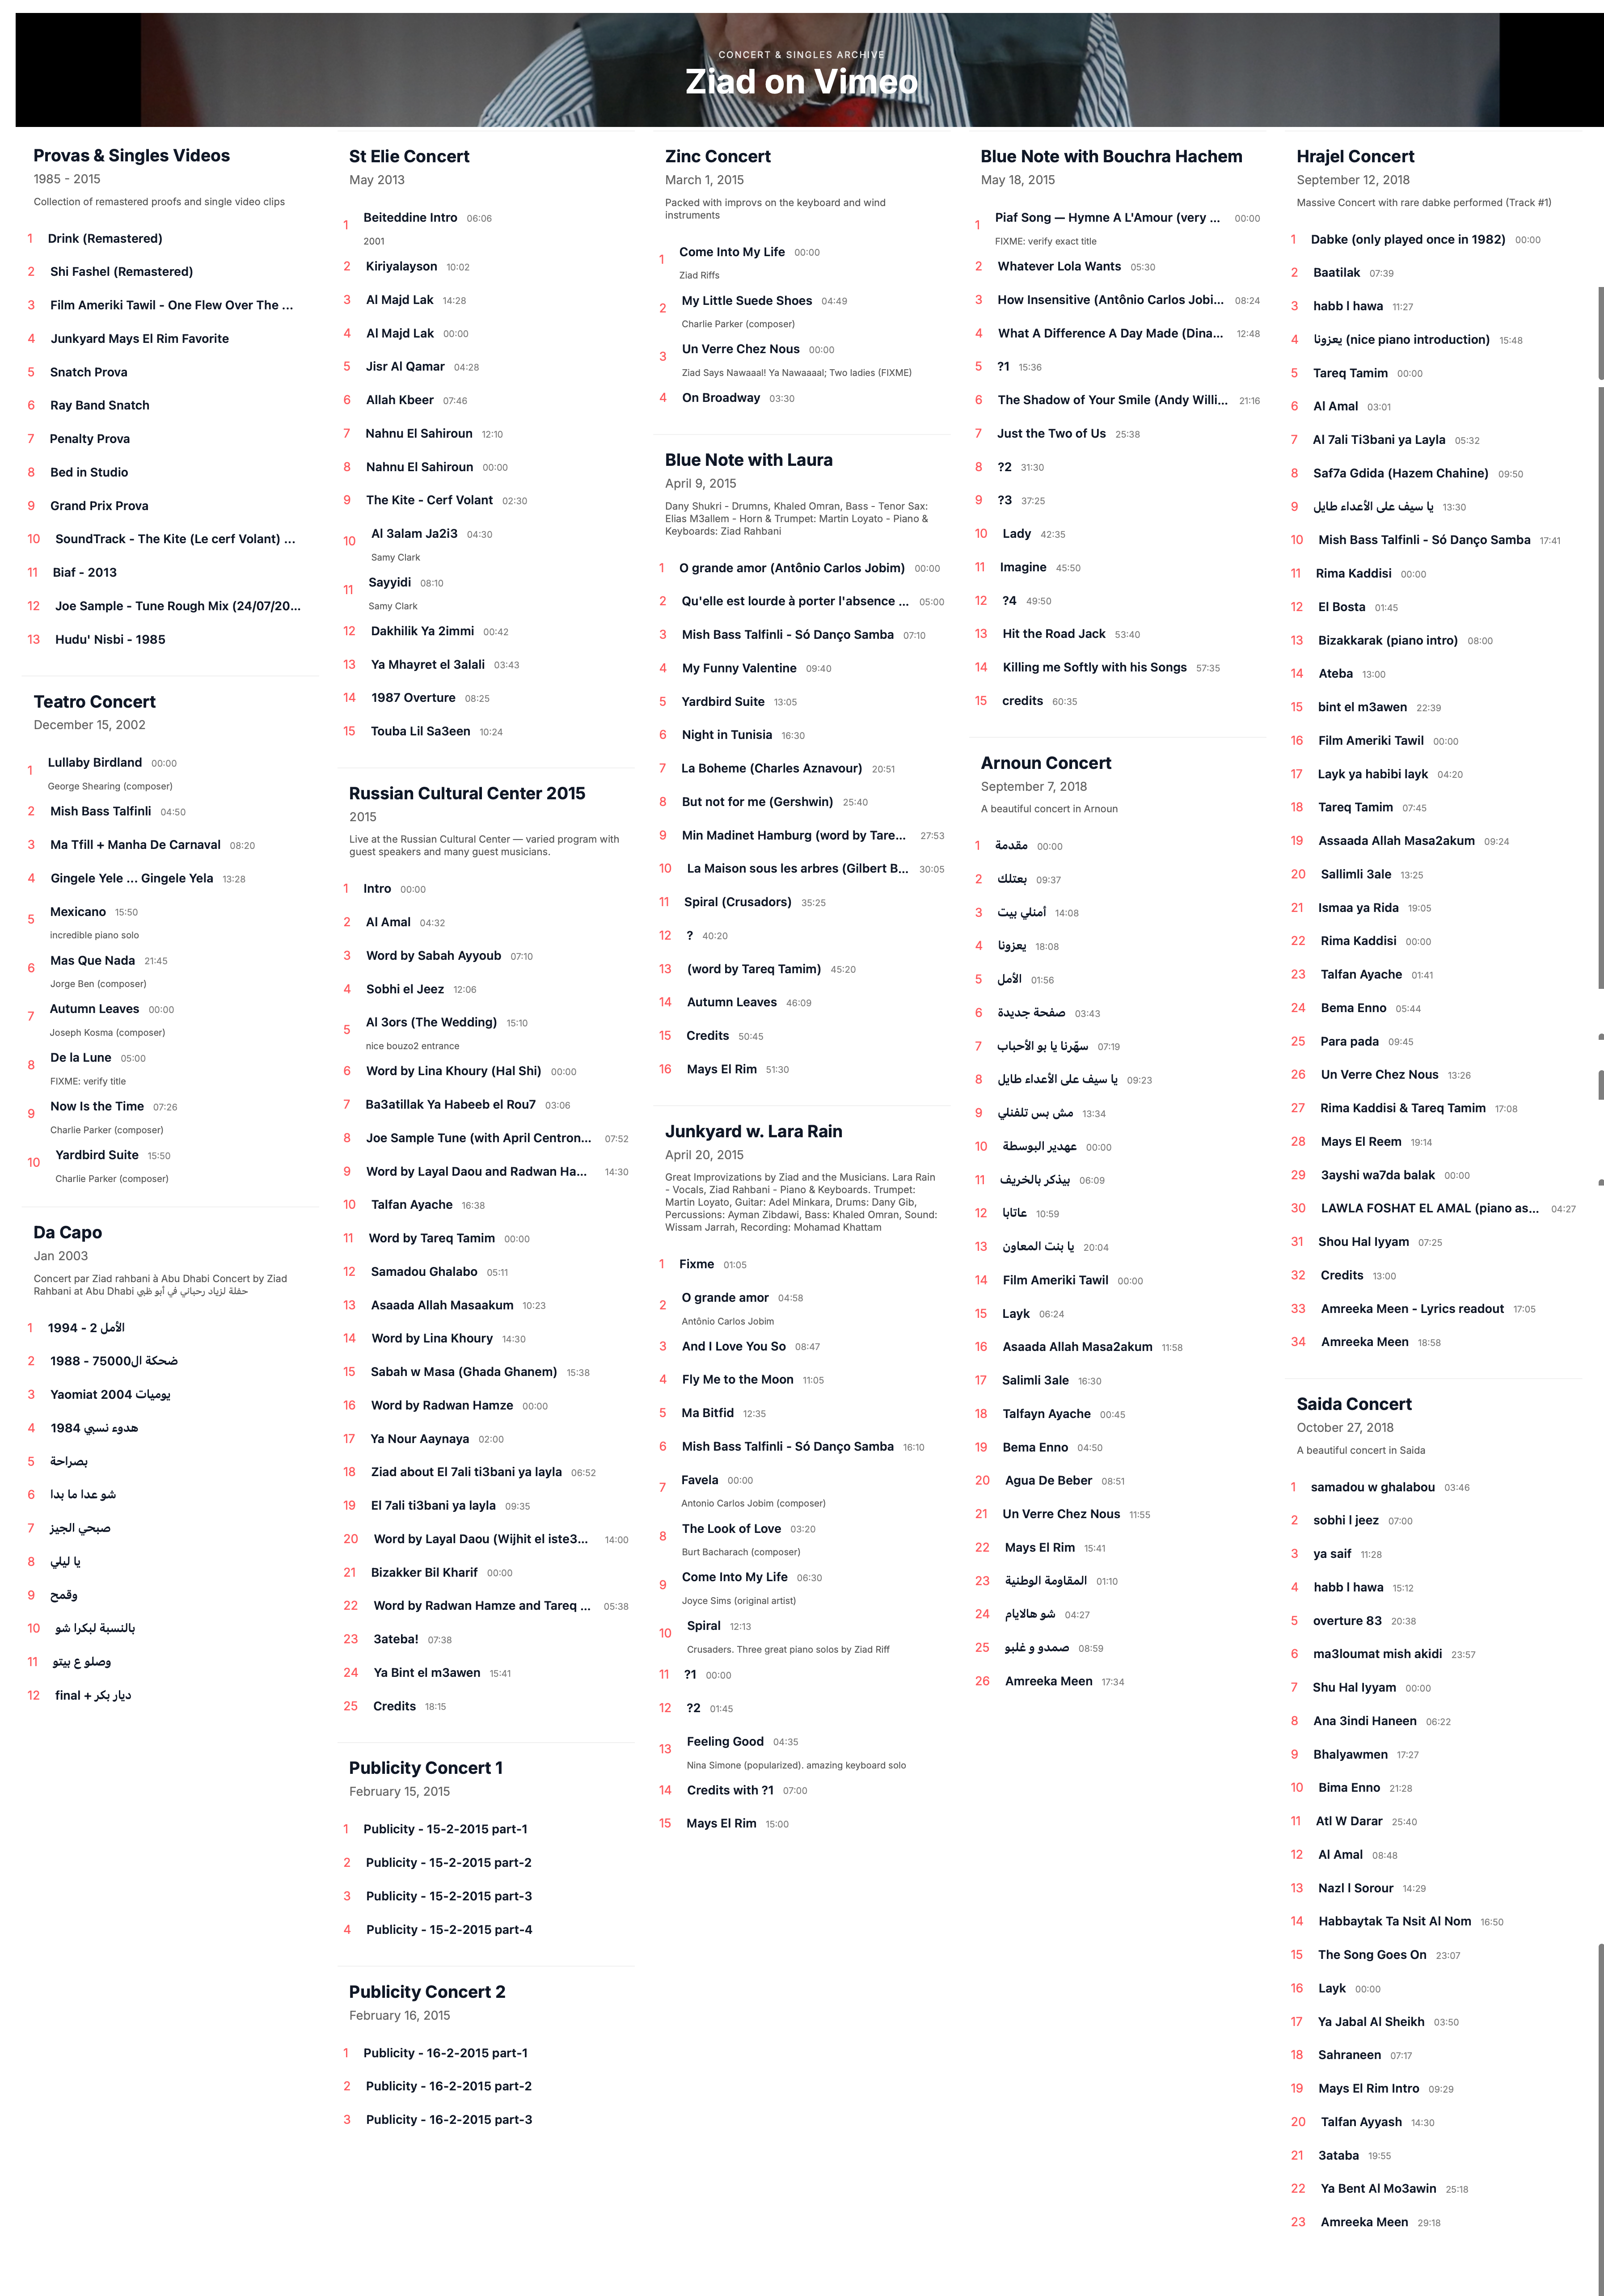 CONCERT & SINGLES ARCHIVE
Ziad on Vimeo
Provas & Singles Videos
1985 - 2015
Collection of remastered proofs and single video clips
1 Drink (Remastered)
2 Shi Fashel (Remastered)
3 Film Ameriki Tawil - One Flew Over The ...
4 Junkyard Mays El Rim Favorite
5 Snatch Prova
6 Ray Band Snatch
7 Penalty Prova
8 Bed in Studio
9 Grand Prix Prova
10 SoundTrack - The Kite (Le cerf Volant) ...
11 Biaf - 2013
12 Joe Sample - Tune Rough Mix (24/07/20...
13 Hudu' Nisbi - 1985
Teatro Concert
December 15, 2002
1 Lullaby Birdland 00:00
George Shearing (composer)
2 Mish Bass Talfinli 04:50
3 Ma Tfill + Manha De Carnaval 08:20
4 Gingele Yele ... Gingele Yela 13:28
5 Mexicano 15:50
incredible piano solo
6 Mas Que Nada 21:45
Jorge Ben (composer)
7 Autumn Leaves 00:00
Joseph Kosma (composer)
8 De la Lune 05:00
FIXME: verify title
9 Now Is the Time 07:26
Charlie Parker (composer)
10 Yardbird Suite 15:50
Charlie Parker (composer)
Da Capo
Jan 2003
Concert par Ziad rahbani à Abu Dhabi Concert by Ziad
Rahbani at Abu Dhabi حفلة لزياد رحباني في أبو ظبي
1 الأمل 2 - 1994
2 ضحكة ال75000 - 1988
3 Yaomiat 2004 يوميات
4 هدوء نسبي 1984
5 بصراحة
6 شو عدا ما بدا
7 صبحي الجيز
8 يا ليلي
9 وقمح
10 بالنسبة لبكرا شو
11 وصلو ع بيتو
12 final + ديار بكر
St Elie Concert
May 2013
1 Beiteddine Intro 06:06
2001
2 Kiriyalayson 10:02
3 Al Majd Lak 14:28
4 Al Majd Lak 00:00
5 Jisr Al Qamar 04:28
6 Allah Kbeer 07:46
7 Nahnu El Sahiroun 12:10
8 Nahnu El Sahiroun 00:00
9 The Kite - Cerf Volant 02:30
10 Al 3alam Ja2i3 04:30
Samy Clark
11 Sayyidi 08:10
Samy Clark
12 Dakhilik Ya 2immi 00:42
13 Ya Mhayret el 3alali 03:43
14 1987 Overture 08:25
15 Touba Lil Sa3een 10:24
Russian Cultural Center 2015
2015
Live at the Russian Cultural Center — varied program with
guest speakers and many guest musicians.
1 Intro 00:00
2 Al Amal 04:32
3 Word by Sabah Ayyoub 07:10
4 Sobhi el Jeez 12:06
5 Al 3ors (The Wedding) 15:10
nice bouzo2 entrance
6 Word by Lina Khoury (Hal Shi) 00:00
7 Ba3atillak Ya Habeeb el Rou7 03:06
8 Joe Sample Tune (with April Centron... 07:52
9 Word by Layal Daou and Radwan Ha... 14:30
10 Talfan Ayache 16:38
11 Word by Tareq Tamim 00:00
12 Samadou Ghalabo 05:11
13 Asaada Allah Masaakum 10:23
14 Word by Lina Khoury 14:30
15 Sabah w Masa (Ghada Ghanem) 15:38
16 Word by Radwan Hamze 00:00
17 Ya Nour Aaynaya 02:00
18 Ziad about El 7ali ti3bani ya layla 06:52
19 El 7ali ti3bani ya layla 09:35
20 Word by Layal Daou (Wijhit el iste3... 14:00
21 Bizakker Bil Kharif 00:00
22 Word by Radwan Hamze and Tareq ... 05:38
23 3ateba! 07:38
24 Ya Bint el m3awen 15:41
25 Credits 18:15
Publicity Concert 1
February 15, 2015
1 Publicity - 15-2-2015 part-1
2 Publicity - 15-2-2015 part-2
3 Publicity - 15-2-2015 part-3
4 Publicity - 15-2-2015 part-4
Publicity Concert 2
February 16, 2015
1 Publicity - 16-2-2015 part-1
2 Publicity - 16-2-2015 part-2
3 Publicity - 16-2-2015 part-3
Zinc Concert
March 1, 2015
Packed with improvs on the keyboard and wind
instruments
1 Come Into My Life 00:00
Ziad Riffs
2 My Little Suede Shoes 04:49
Charlie Parker (composer)
3 Un Verre Chez Nous 00:00
Ziad Says Nawaaal! Ya Nawaaaal; Two ladies (FIXME)
4 On Broadway 03:30
Blue Note with Laura
April 9, 2015
Dany Shukri - Drumns, Khaled Omran, Bass - Tenor Sax:
Elias M3allem - Horn & Trumpet: Martin Loyato - Piano &
Keyboards: Ziad Rahbani
1 O grande amor (Antônio Carlos Jobim) 00:00
2 Qu'elle est lourde à porter l'absence ... 05:00
3 Mish Bass Talfinli - Só Danço Samba 07:10
4 My Funny Valentine 09:40
5 Yardbird Suite 13:05
6 Night in Tunisia 16:30
7 La Boheme (Charles Aznavour) 20:51
8 But not for me (Gershwin) 25:40
9 Min Madinet Hamburg (word by Tare... 27:53
10 La Maison sous les arbres (Gilbert B... 30:05
11 Spiral (Crusadors) 35:25
12 ? 40:20
13 (word by Tareq Tamim) 45:20
14 Autumn Leaves 46:09
15 Credits 50:45
16 Mays El Rim 51:30
Junkyard w. Lara Rain
April 20, 2015
Great Improvizations by Ziad and the Musicians. Lara Rain
- Vocals, Ziad Rahbani - Piano & Keyboards. Trumpet:
Martin Loyato, Guitar: Adel Minkara, Drums: Dany Gib,
Percussions: Ayman Zibdawi, Bass: Khaled Omran, Sound:
Wissam Jarrah, Recording: Mohamad Khattam
1 Fixme 01:05
2 O grande amor 04:58
Antônio Carlos Jobim
3 And I Love You So 08:47
4 Fly Me to the Moon 11:05
5 Ma Bitfid 12:35
6 Mish Bass Talfinli - Só Danço Samba 16:10
7 Favela 00:00
Antonio Carlos Jobim (composer)
8 The Look of Love 03:20
Burt Bacharach (composer)
9 Come Into My Life 06:30
Joyce Sims (original artist)
10 Spiral 12:13
Crusaders. Three great piano solos by Ziad Riff
11 ?1 00:00
12 ?2 01:45
13 Feeling Good 04:35
Nina Simone (popularized). amazing keyboard solo
14 Credits with ?1 07:00
15 Mays El Rim 15:00
Blue Note with Bouchra Hachem
May 18, 2015
1 Piaf Song — Hymne A L'Amour (very ... 00:00
FIXME: verify exact title
2 Whatever Lola Wants 05:30
3 How Insensitive (Antônio Carlos Jobi... 08:24
4 What A Difference A Day Made (Dina... 12:48
5 ?1 15:36
6 The Shadow of Your Smile (Andy Willi... 21:16
7 Just the Two of Us 25:38
8 ?2 31:30
9 ?3 37:25
10 Lady 42:35
11 Imagine 45:50
12 ?4 49:50
13 Hit the Road Jack 53:40
14 Killing me Softly with his Songs 57:35
15 credits 60:35
Arnoun Concert
September 7, 2018
A beautiful concert in Arnoun
1 مقدمة 00:00
2 بعتلك 09:37
3 أمنلي بيت 14:08
4 يعزونا 18:08
5 الأمل 01:56
6 صفحة جديدة 03:43
7 سهّرنا يا بو الأحباب 07:19
8 يا سيف على الأعداء طايل 09:23
9 مش بس تلفنلي 13:34
10 عهدير البوسطة 00:00
11 بيذكر بالخريف 06:09
12 عاتابا 10:59
13 يا بنت المعاون 20:04
14 Film Ameriki Tawil 00:00
15 Layk 06:24
16 Asaada Allah Masa2akum 11:58
17 Salimli 3ale 16:30
18 Talfayn Ayache 00:45
19 Bema Enno 04:50
20 Agua De Beber 08:51
21 Un Verre Chez Nous 11:55
22 Mays El Rim 15:41
23 المقاومة الوطنية 01:10
24 شو هالايام 04:27
25 صمدو و غلبو 08:59
26 Amreeka Meen 17:34
Hrajel Concert
September 12, 2018
Massive Concert with rare dabke performed (Track #1)
1 Dabke (only played once in 1982) 00:00
2 Baatilak 07:39
3 habb l hawa 11:27
4 يعزونا (nice piano introduction) 15:48
5 Tareq Tamim 00:00
6 Al Amal 03:01
7 Al 7ali Ti3bani ya Layla 05:32
8 Saf7a Gdida (Hazem Chahine) 09:50
9 يا سيف على الأعداء طايل 13:30
10 Mish Bass Talfinli - Só Danço Samba 17:41
11 Rima Kaddisi 00:00
12 El Bosta 01:45
13 Bizakkarak (piano intro) 08:00
14 Ateba 13:00
15 bint el m3awen 22:39
16 Film Ameriki Tawil 00:00
17 Layk ya habibi layk 04:20
18 Tareq Tamim 07:45
19 Assaada Allah Masa2akum 09:24
20 Sallimli 3ale 13:25
21 Ismaa ya Rida 19:05
22 Rima Kaddisi 00:00
23 Talfan Ayache 01:41
24 Bema Enno 05:44
25 Para pada 09:45
26 Un Verre Chez Nous 13:26
27 Rima Kaddisi & Tareq Tamim 17:08
28 Mays El Reem 19:14
29 3ayshi wa7da balak 00:00
30 LAWLA FOSHAT EL AMAL (piano as... 04:27
31 Shou Hal Iyyam 07:25
32 Credits 13:00
33 Amreeka Meen - Lyrics readout 17:05
34 Amreeka Meen 18:58
Saida Concert
October 27, 2018
A beautiful concert in Saida
1 samadou w ghalabou 03:46
2 sobhi l jeez 07:00
3 ya saif 11:28
4 habb l hawa 15:12
5 overture 83 20:38
6 ma3loumat mish akidi 23:57
7 Shu Hal Iyyam 00:00
8 Ana 3indi Haneen 06:22
9 Bhalyawmen 17:27
10 Bima Enno 21:28
11 Atl W Darar 25:40
12 Al Amal 08:48
13 Nazl l Sorour 14:29
14 Habbaytak Ta Nsit Al Nom 16:50
15 The Song Goes On 23:07
16 Layk 00:00
17 Ya Jabal Al Sheikh 03:50
18 Sahraneen 07:17
19 Mays El Rim Intro 09:29
20 Talfan Ayyash 14:30
21 3ataba 19:55
22 Ya Bent Al Mo3awin 25:18
23 Amreeka Meen 29:18